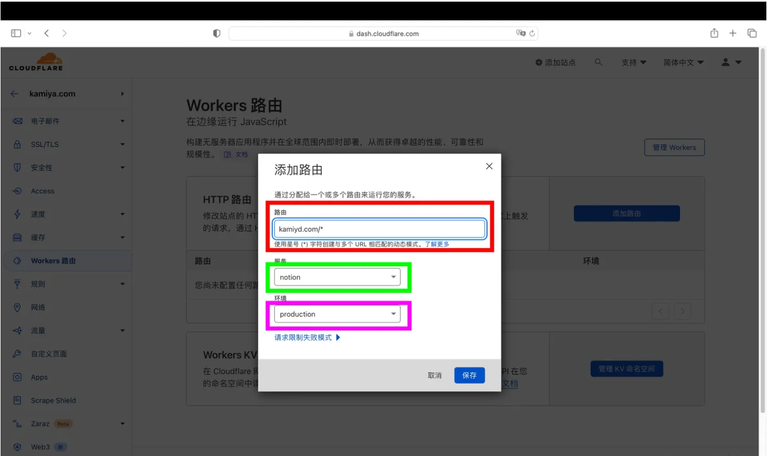 dash.cloudflare.com
CLOUDFLARE
添加站点
支持
简体中文
kamiya.com
电子邮件
SSL/TLS
安全性
Access
速度
缓存
Workers 路由
规则
网络
流量
自定义页面
Apps
Scrape Shield
Zaraz Beta
Web3
Workers 路由
在边缘运行 JavaScript
构建无服务器应用程序并在全球范围内即时部署，从而获得卓越的性能、可靠性和
规模性。 文档
管理 Workers
HTTP 路由
修改站点的 HT
上触发
的请求，通过
添加路由
路由
环境
您尚未配置任何路
Workers KV
在 Cloudflare
PI 在您
的命名空间中
文档
管理 KV 命名空间
添加路由
通过分配给一个或多个路由来运行您的服务。
路由
kamiyd.com/*
使用星号 (*) 字符创建与多个 URL 相匹配的动态模式。了解更多
服务
notion
环境
production
请求限制失败模式
取消
保存